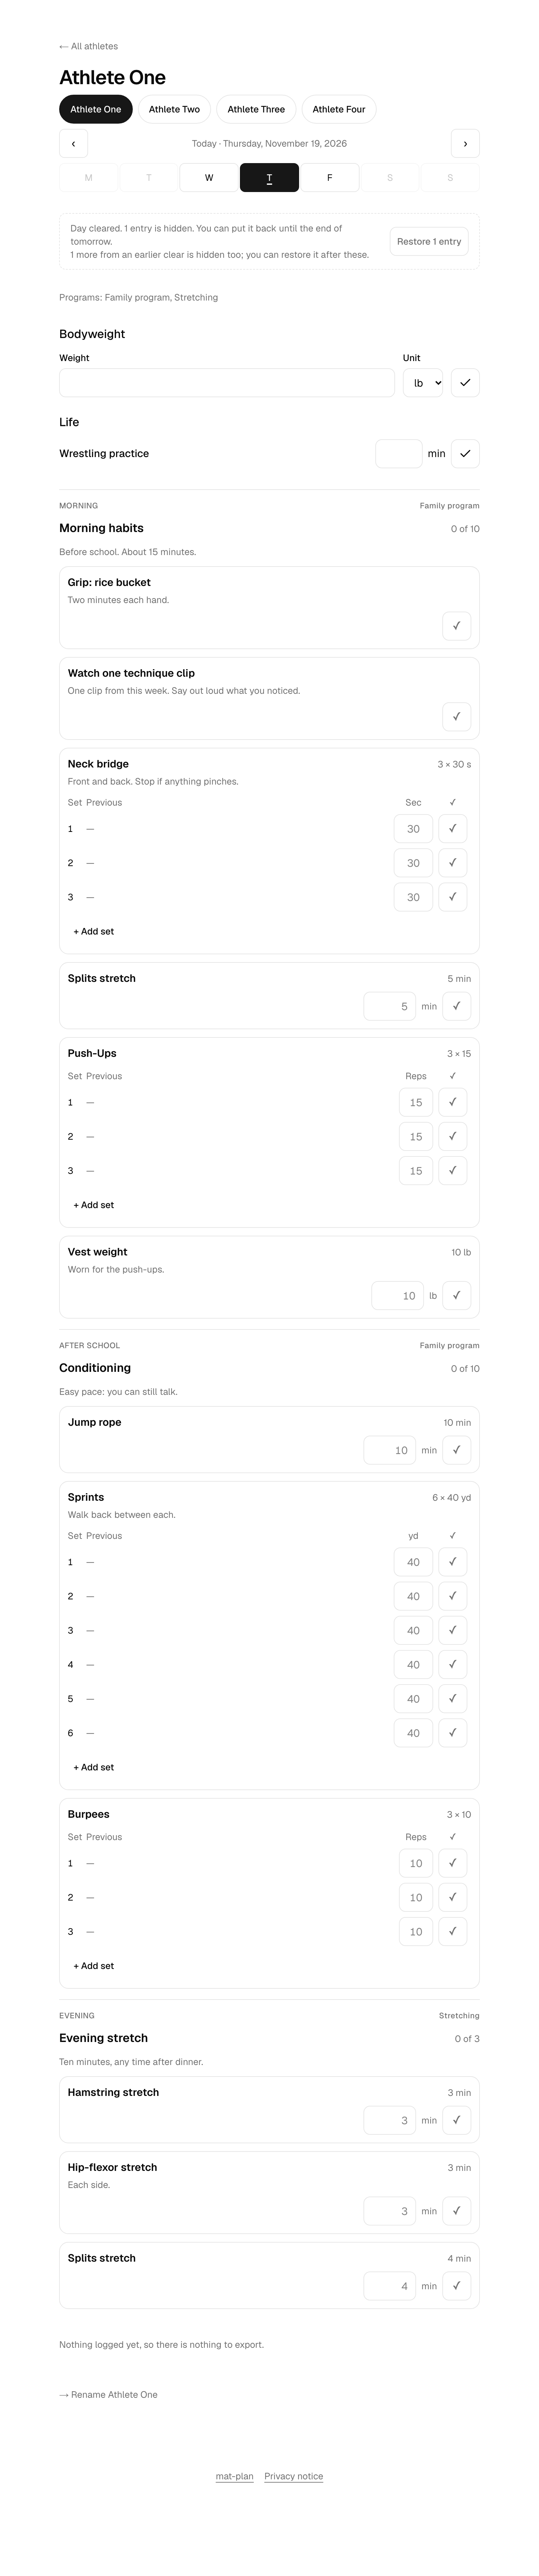 ← All athletes
Athlete One
Athlete One Athlete Two Athlete Three Athlete Four
‹ Today · Thursday, November 19, 2026 ›
M T W T F S S
Day cleared. 1 entry is hidden. You can put it back until the end of
tomorrow.
1 more from an earlier clear is hidden too; you can restore it after these.
Restore 1 entry
Programs: Family program, Stretching
Bodyweight
Weight Unit
lb ✓
Life
Wrestling practice min ✓
MORNING Family program
Morning habits 0 of 10
Before school. About 15 minutes.
Grip: rice bucket
Two minutes each hand.
✓
Watch one technique clip
One clip from this week. Say out loud what you noticed.
✓
Neck bridge 3 × 30 s
Front and back. Stop if anything pinches.
Set Previous Sec ✓
1 — 30 ✓
2 — 30 ✓
3 — 30 ✓
+ Add set
Splits stretch 5 min
5 min ✓
Push-Ups 3 × 15
Set Previous Reps ✓
1 — 15 ✓
2 — 15 ✓
3 — 15 ✓
+ Add set
Vest weight 10 lb
Worn for the push-ups.
10 lb ✓
AFTER SCHOOL Family program
Conditioning 0 of 10
Easy pace: you can still talk.
Jump rope 10 min
10 min ✓
Sprints 6 × 40 yd
Walk back between each.
Set Previous yd ✓
1 — 40 ✓
2 — 40 ✓
3 — 40 ✓
4 — 40 ✓
5 — 40 ✓
6 — 40 ✓
+ Add set
Burpees 3 × 10
Set Previous Reps ✓
1 — 10 ✓
2 — 10 ✓
3 — 10 ✓
+ Add set
EVENING Stretching
Evening stretch 0 of 3
Ten minutes, any time after dinner.
Hamstring stretch 3 min
3 min ✓
Hip-flexor stretch 3 min
Each side.
3 min ✓
Splits stretch 4 min
4 min ✓
Nothing logged yet, so there is nothing to export.
→ Rename Athlete One
mat-plan Privacy notice